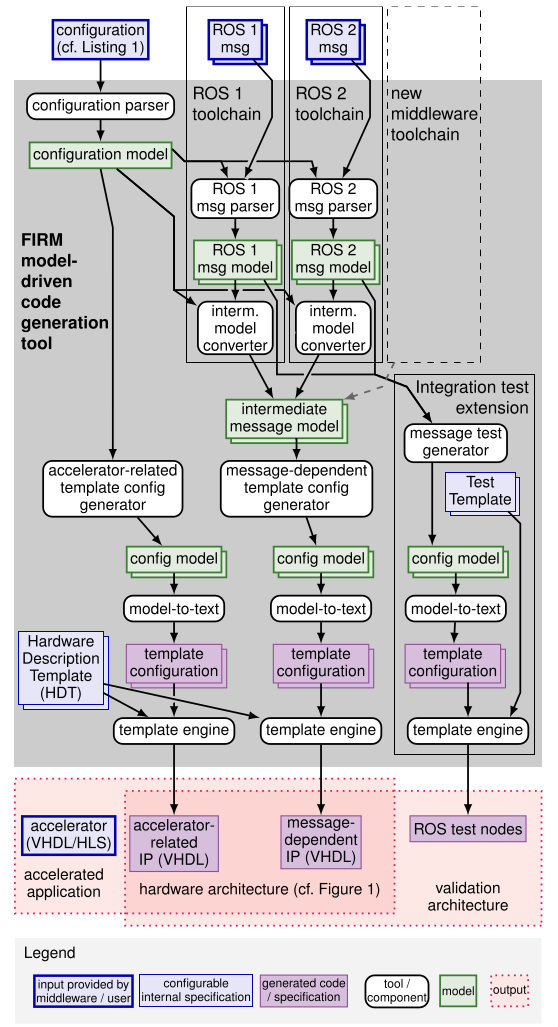 configuration
(cf. Listing 1)
ROS 1
msg
ROS 2
msg
configuration parser
ROS 1
toolchain
ROS 2
toolchain
new
middleware
toolchain
configuration model
ROS 1
msg parser
ROS 2
msg parser
FIRM
model-
driven
code
generation
tool
ROS 1
msg model
ROS 2
msg model
interm.
model
converter
interm.
model
converter
Integration test
extension
intermediate
message model
message test
generator
accelerator-related
template config
generator
message-dependent
template config
generator
Test
Template
config model
config model
config model
model-to-text
model-to-text
model-to-text
Hardware
Description
Template
(HDT)
template
configuration
template
configuration
template
configuration
template engine
template engine
template engine
accelerator
(VHDL/HLS)
accelerator-
related
IP (VHDL)
message-
dependent
IP (VHDL)
ROS test nodes
accelerated
application
hardware architecture (cf. Figure 1)
validation
architecture
Legend
input provided by
middleware / user
configurable
internal specification
generated code
/ specification
tool /
component
model
output